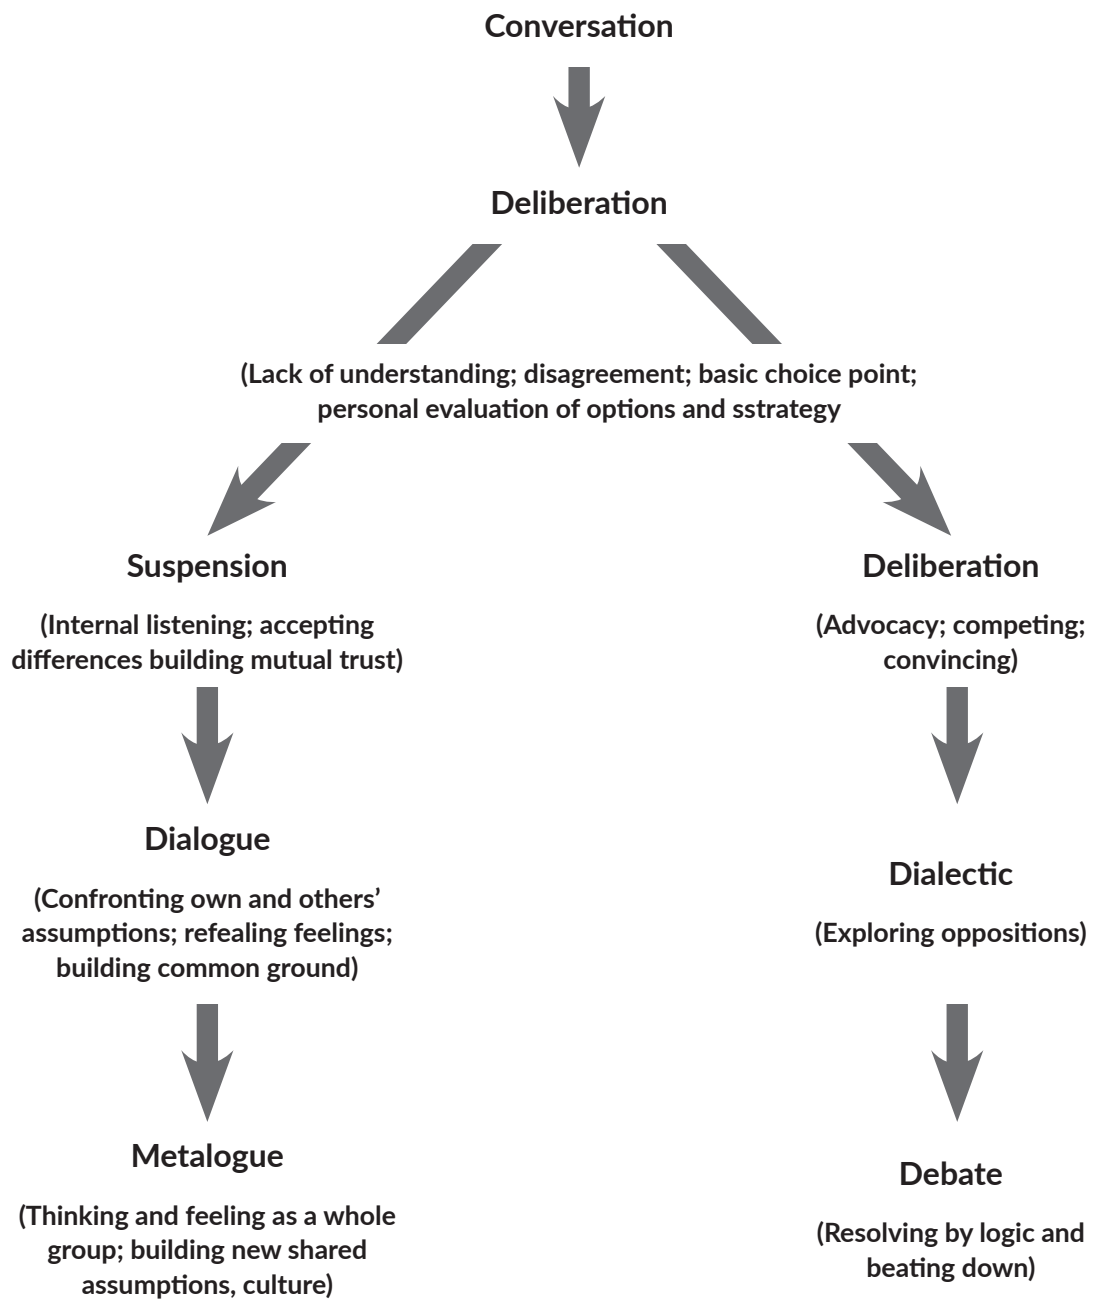 Conversation
Deliberation
(Lack of understanding; disagreement; basic choice point;
personal evaluation of options and sstrategy
Suspension
(Internal listening; accepting
differences building mutual trust)
Dialogue
(Confronting own and others’
assumptions; refealing feelings;
building common ground)
Metalogue
(Thinking and feeling as a whole
group; building new shared
assumptions, culture)
Deliberation
(Advocacy; competing;
convincing)
Dialectic
(Exploring oppositions)
Debate
(Resolving by logic and
beating down)